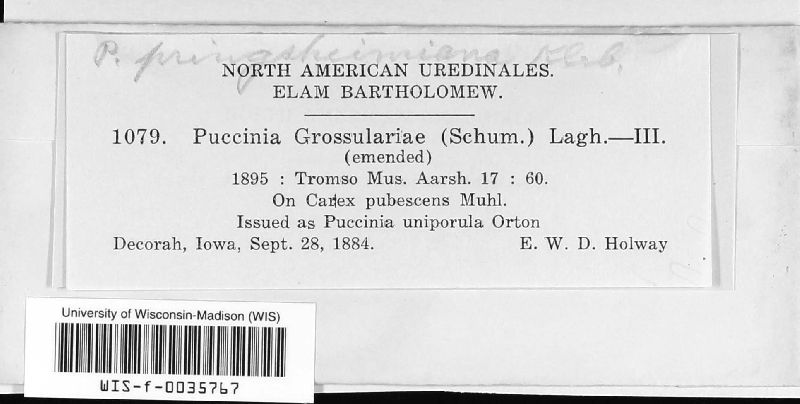 P. pringsheimiana Kleb.
NORTH AMERICAN UREDINALES.
ELAM BARTHOLOMEW.
1079. Puccinia Grossulariae (Schum.) Lagh.—III.
(emended)
1895 : Tromso Mus. Aarsh. 17 : 60.
On Carex pubescens Muhl.
Issued as Puccinia uniporula Orton
Decorah, Iowa, Sept. 28, 1884. E. W. D. Holway
University of Wisconsin-Madison (WIS)
WIS-f-0035767